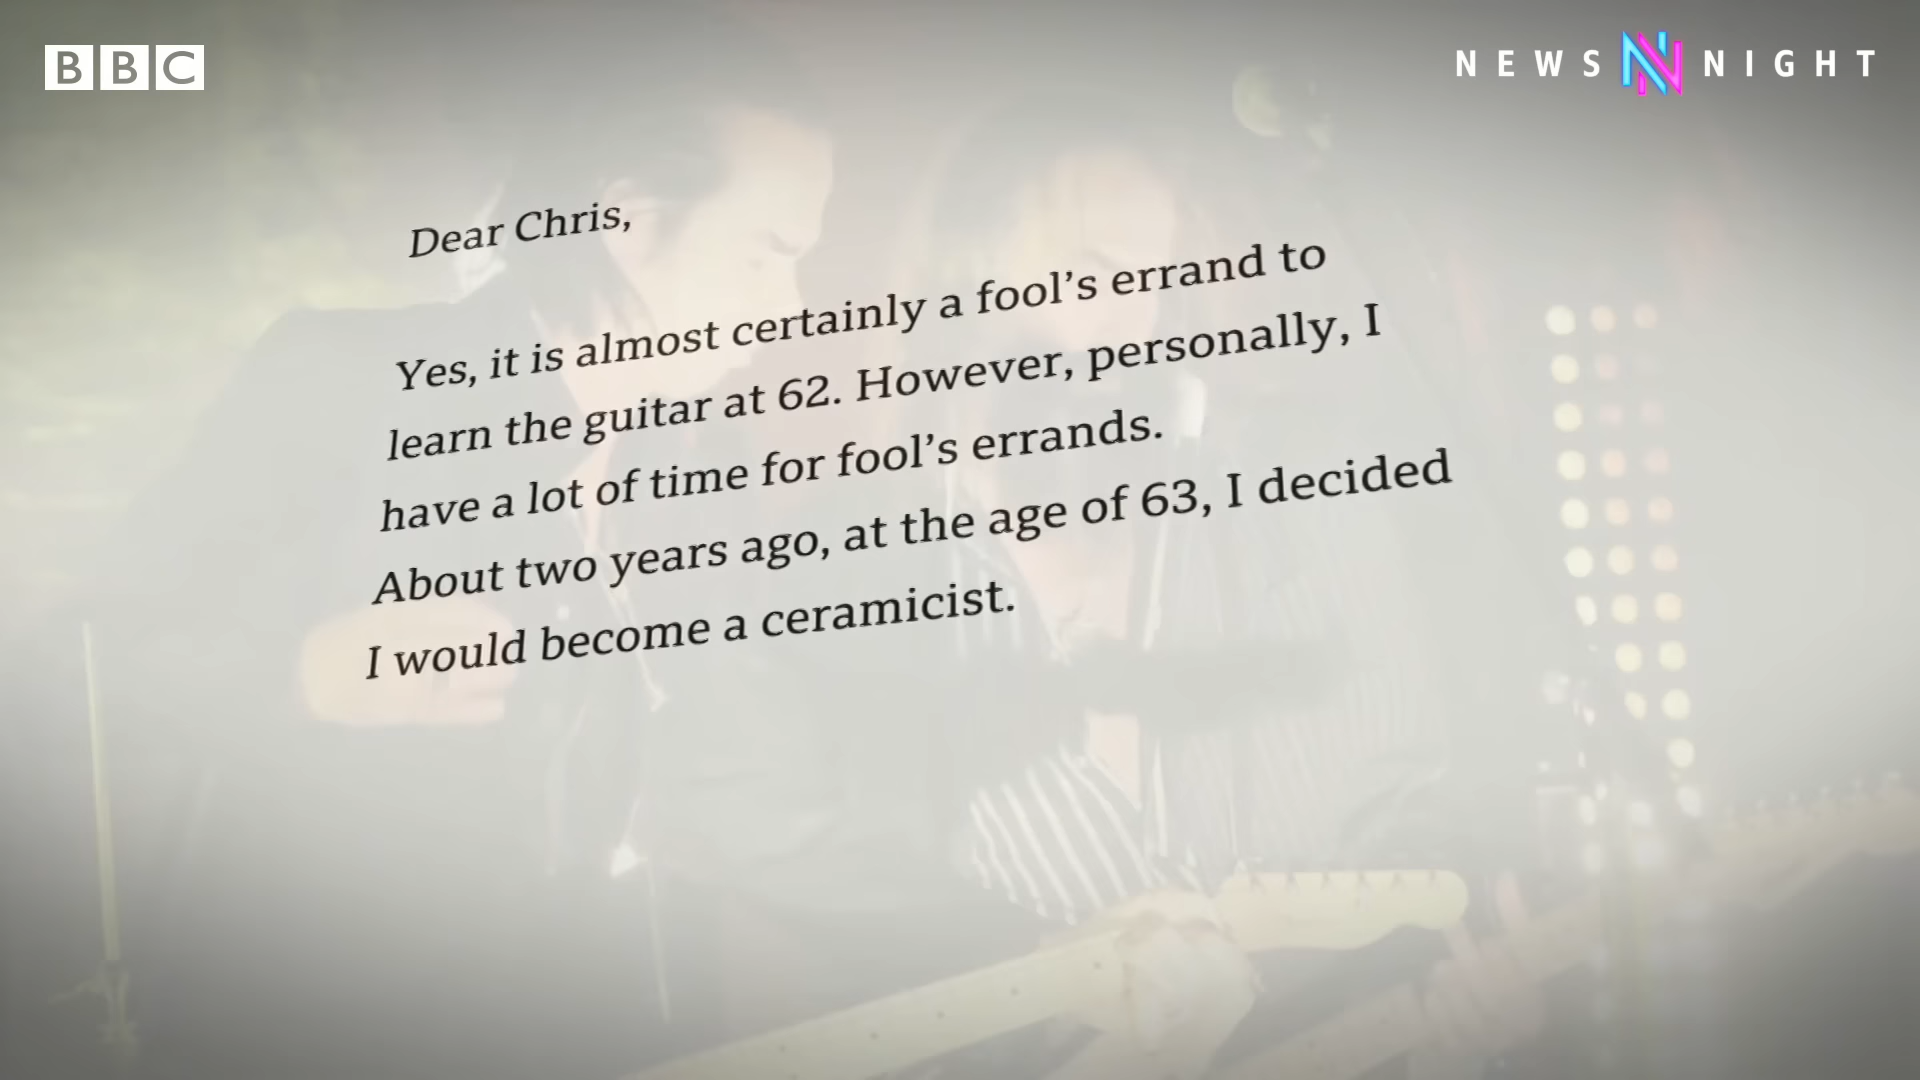 BBC
NEWS N NIGHT
Dear Chris,
Yes, it is almost certainly a fool’s errand to
learn the guitar at 62. However, personally, I
have a lot of time for fool’s errands.
About two years ago, at the age of 63, I decided
I would become a ceramicist.